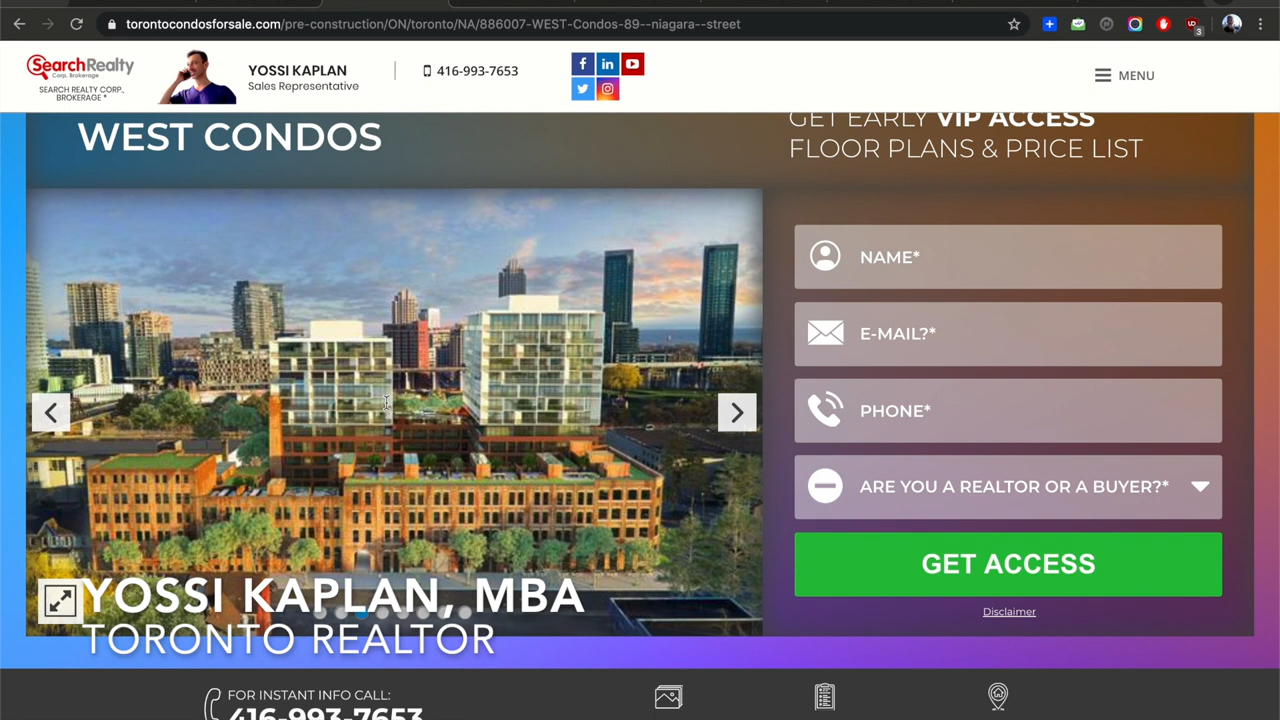 torontocondosforsale.com/pre-construction/ON/toronto/NA/886007-WEST-Condos-89--niagara--street
3
SearchRealty
Corp. Brokerage
SEARCH REALTY CORP.,
BROKERAGE *
YOSSI KAPLAN
Sales Representative
416-993-7653
MENU
WEST CONDOS
GET EARLY VIP ACCESS
FLOOR PLANS & PRICE LIST
NAME*
E-MAIL?*
PHONE*
ARE YOU A REALTOR OR A BUYER?*
GET ACCESS
Disclaimer
YOSSI KAPLAN, MBA
TORONTO REALTOR
FOR INSTANT INFO CALL:
416-993-7653